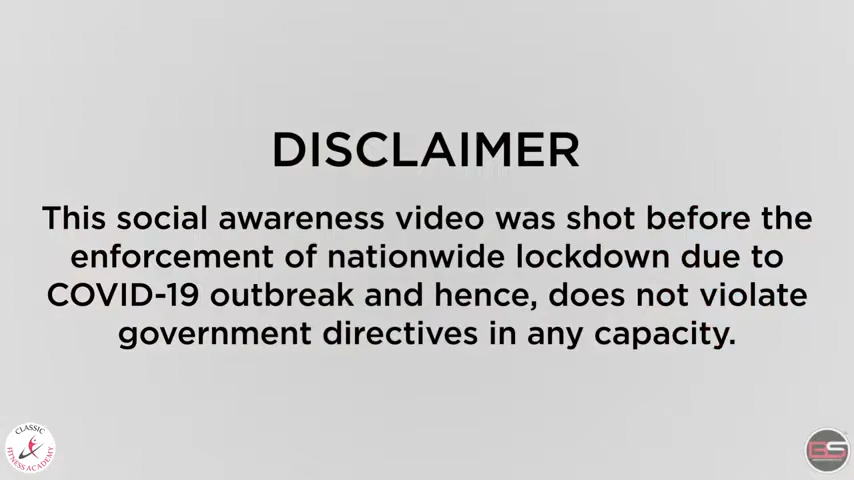 DISCLAIMER
This social awareness video was shot before the
enforcement of nationwide lockdown due to
COVID-19 outbreak and hence, does not violate
government directives in any capacity.
CLASSIC
FITNESS ACADEMY
BS